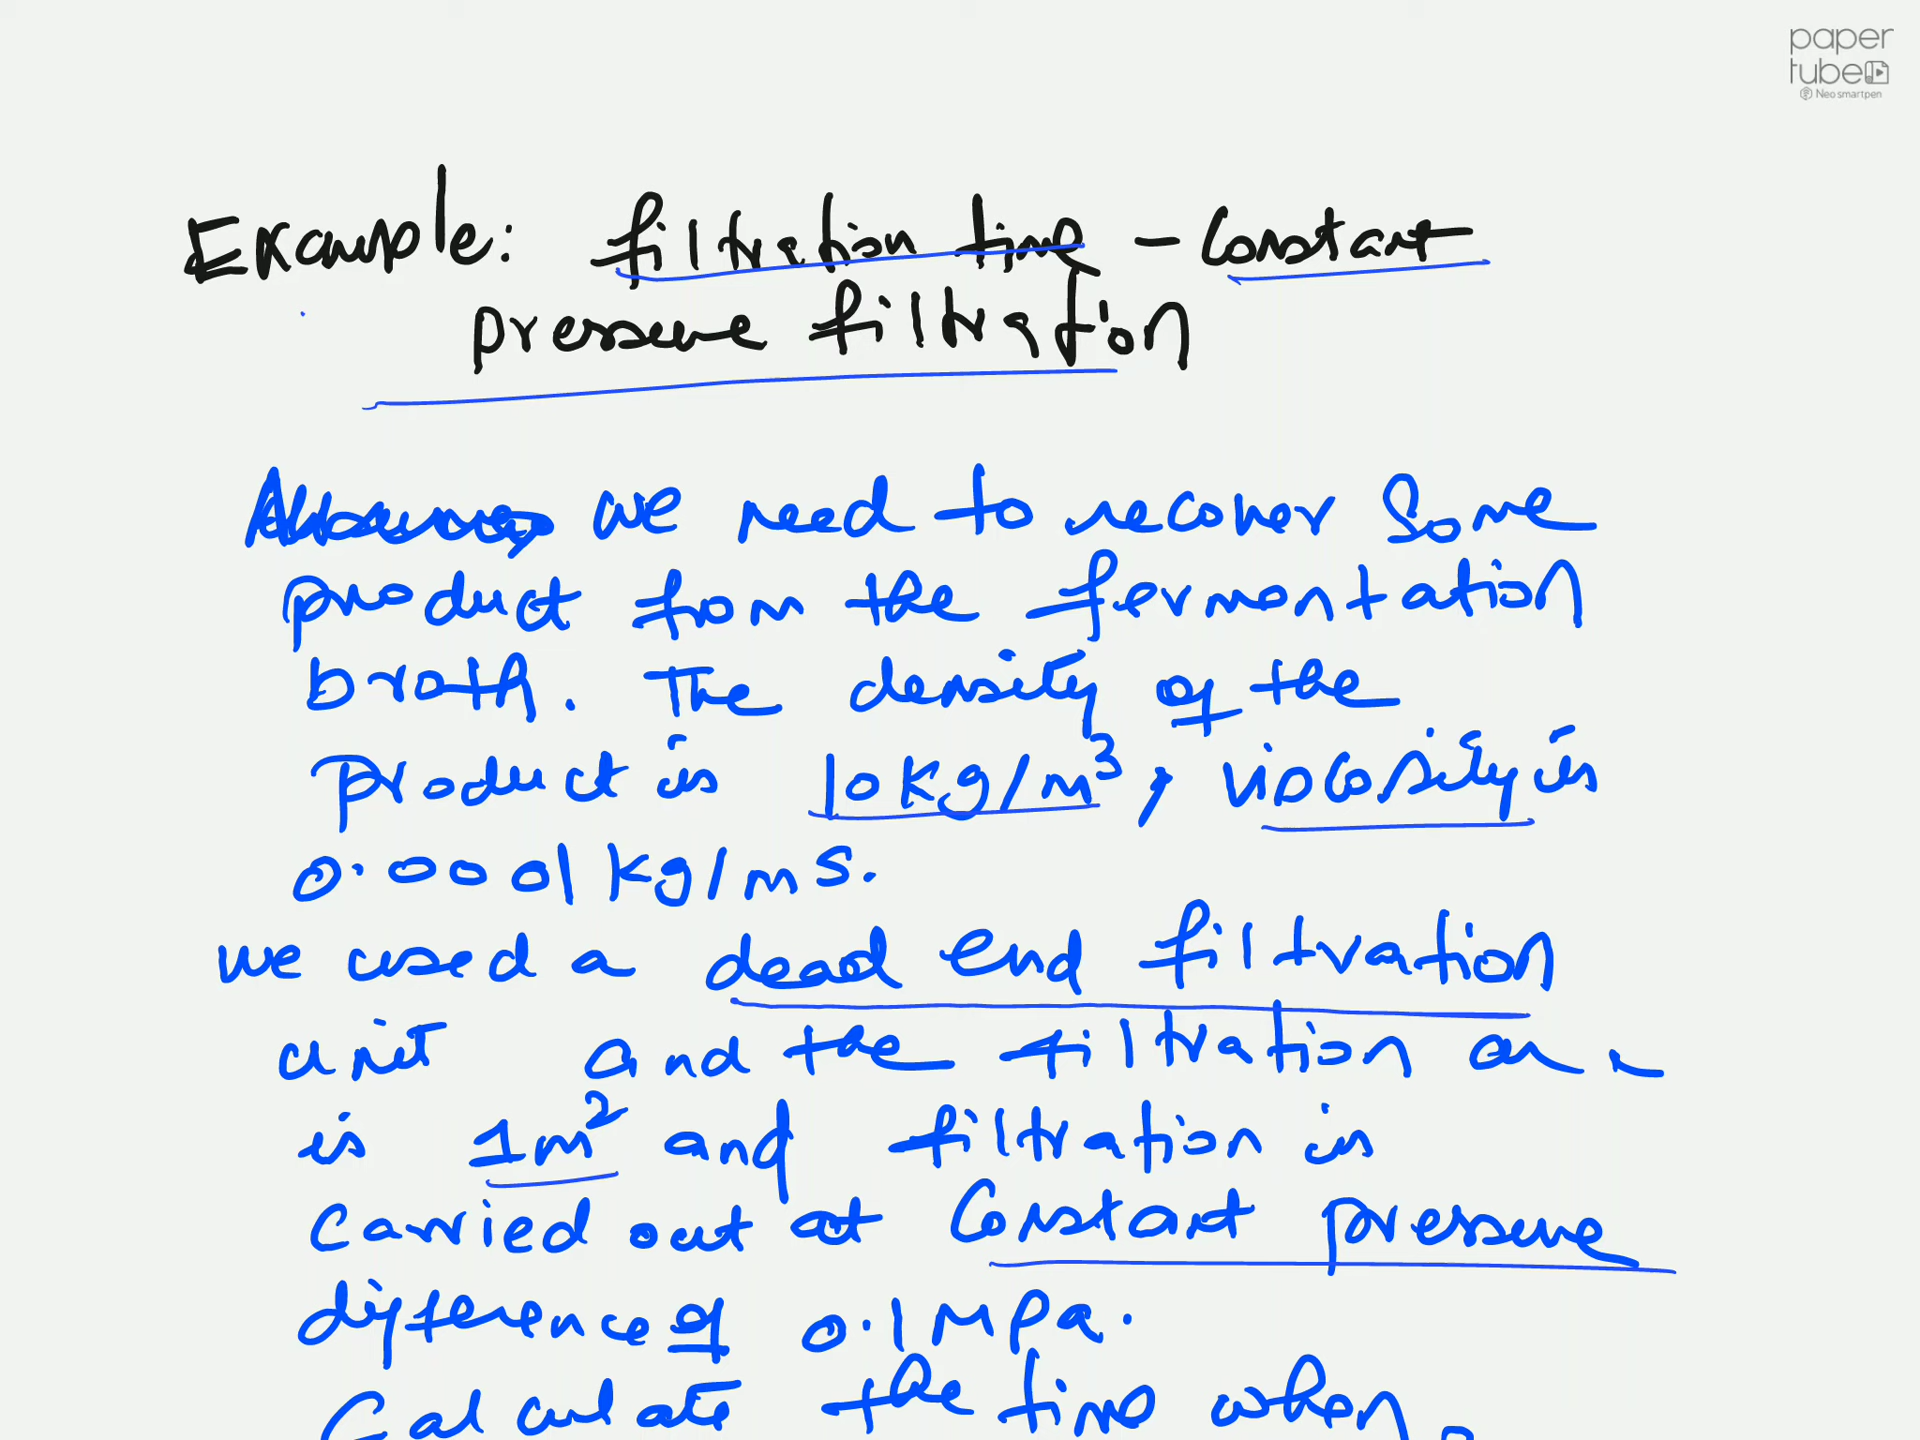 paper
tube
Neo smartpen
Example: filtration time - Constant
pressure filtration
we need to recover some
product from the fermentation
broth. The density of the
product is 10kg/m³, viscosity is
0.0001 kg/ms.
we used a dead end filtration
unit and the filtration
is 1m² and filtration is
carried out at Constant pressure
difference of 0.1 MPa.
Calculate the time when